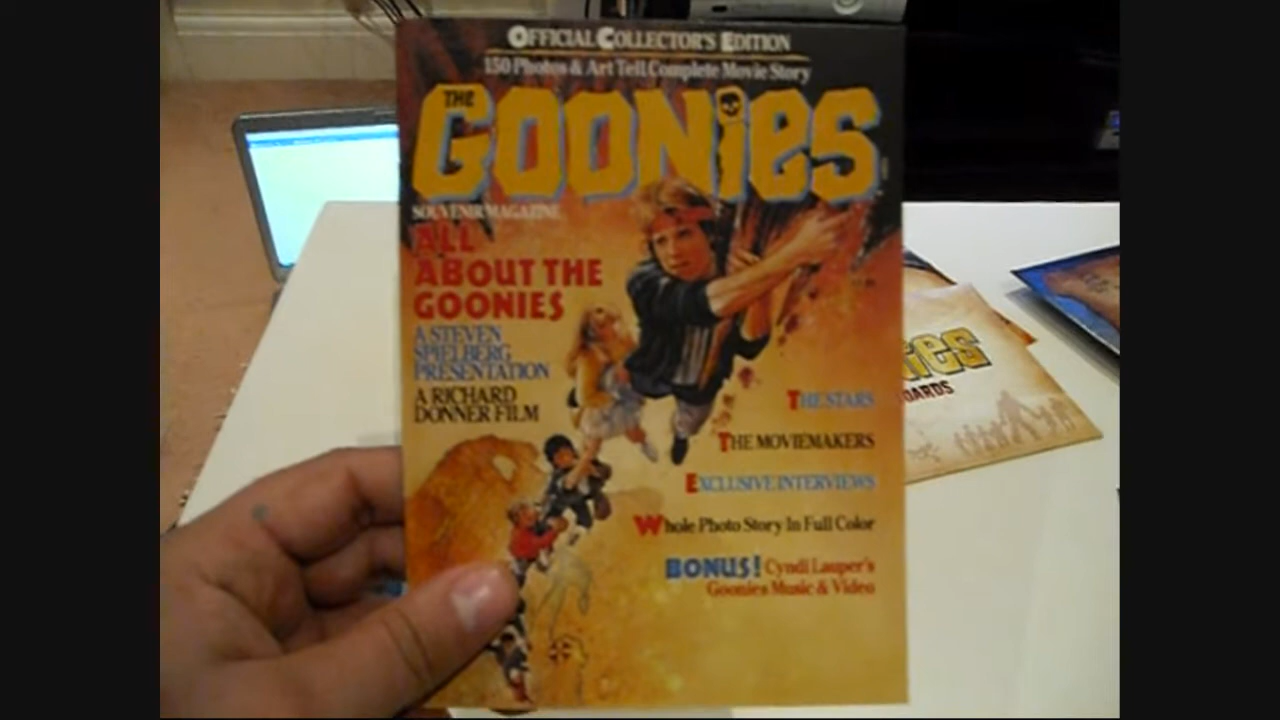 OFFICIAL COLLECTOR'S EDITION
150 Photos & Art Tell Complete Movie Story
THE
GOONiES
SOUVENIR MAGAZINE
ALL
ABOUT THE
GOONIES
A STEVEN
SPIELBERG
PRESENTATION
A RICHARD
DONNER FILM
THE STARS
THE MOVIEMAKERS
EXCLUSIVE INTERVIEWS
Whole Photo Story In Full Color
BONUS! Cyndi Lauper's
Goonies Music & Video
ies
OARDS